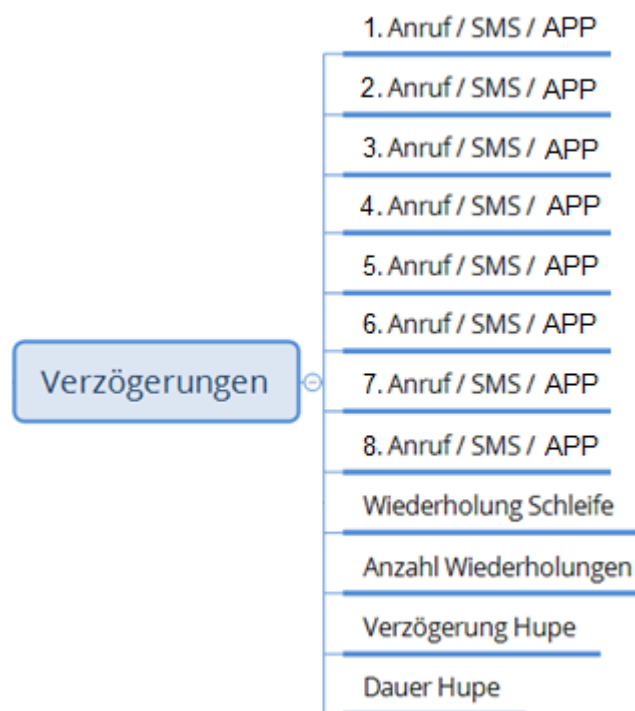 1. Anruf / SMS / APP
2. Anruf / SMS / APP
3. Anruf / SMS / APP
4. Anruf / SMS / APP
5. Anruf / SMS / APP
6. Anruf / SMS / APP
Verzögerungen
7. Anruf / SMS / APP
8. Anruf / SMS / APP
Wiederholung Schleife
Anzahl Wiederholungen
Verzögerung Hupe
Dauer Hupe